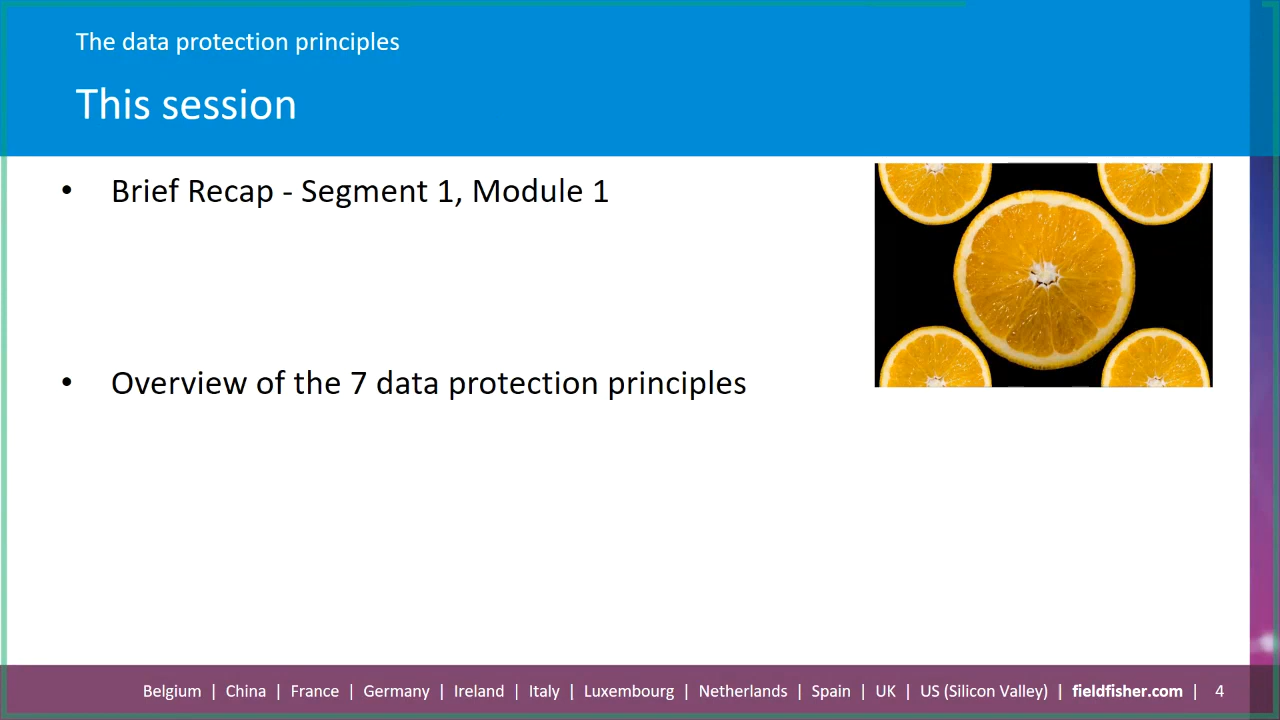 The data protection principles
This session
• Brief Recap - Segment 1, Module 1
• Overview of the 7 data protection principles
Belgium | China | France | Germany | Ireland | Italy | Luxembourg | Netherlands | Spain | UK | US (Silicon Valley) | fieldfisher.com | 4